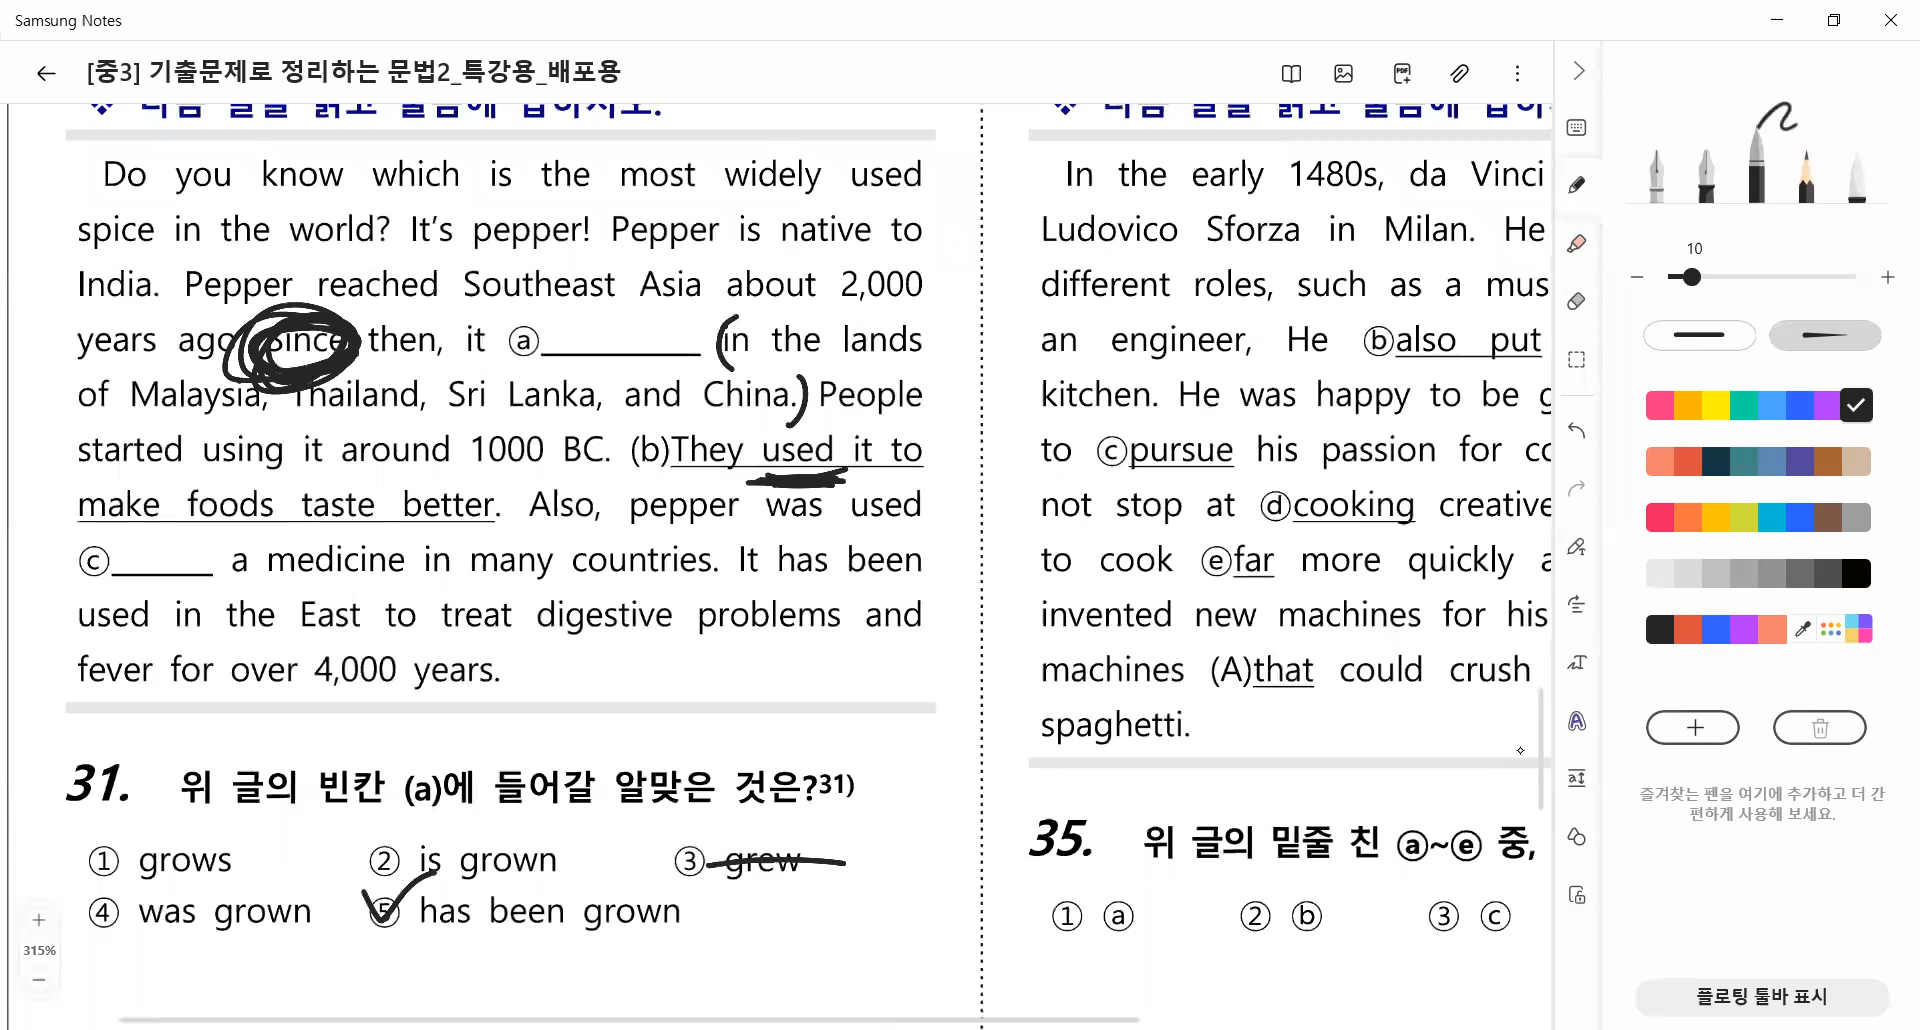 Samsung Notes
[중3] 기출문제로 정리하는 문법2_특강용_배포용
Do you know which is the most widely used
spice in the world? It's pepper! Pepper is native to
India. Pepper reached Southeast Asia about 2,000
years ago. Since then, it ⓐ__________ in the lands
of Malaysia, Thailand, Sri Lanka, and China. People
started using it around 1000 BC. (b)They used it to
make foods taste better. Also, pepper was used
ⓒ______ a medicine in many countries. It has been
used in the East to treat digestive problems and
fever for over 4,000 years.
31. 위 글의 빈칸 (a)에 들어갈 알맞은 것은?31)
① grows ② is grown ③ grew
④ was grown ⑤ has been grown
In the early 1480s, da Vinci
Ludovico Sforza in Milan. He
different roles, such as a mus
an engineer, He ⓑalso put
kitchen. He was happy to be g
to ⓒpursue his passion for co
not stop at ⓓcooking creative
to cook ⓔfar more quickly a
invented new machines for his
machines (A)that could crush
spaghetti.
35. 위 글의 밑줄 친 ⓐ~ⓔ 중,
① ⓐ ② ⓑ ③ ⓒ
315%
10
즐겨찾는 펜을 여기에 추가하고 더 간
편하게 사용해 보세요.
플로팅 툴바 표시